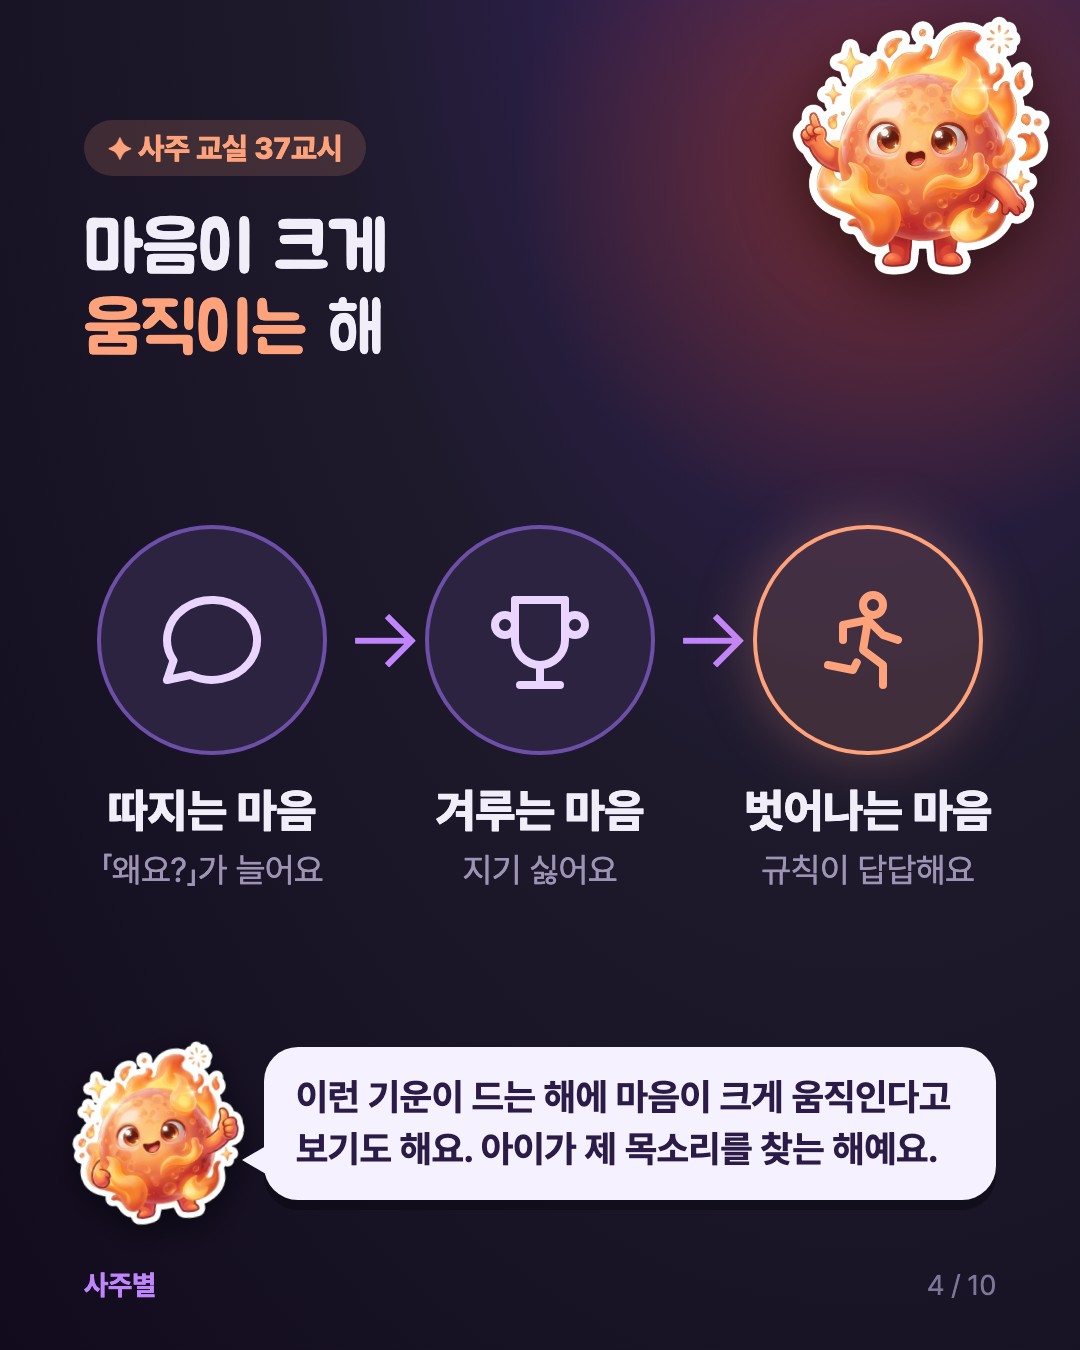 ✦ 사주 교실 37교시
마음이 크게
움직이는 해
따지는 마음
「왜요?」가 늘어요
겨루는 마음
지기 싫어요
벗어나는 마음
규칙이 답답해요
이런 기운이 드는 해에 마음이 크게 움직인다고
보기도 해요. 아이가 제 목소리를 찾는 해예요.
사주별
4 / 10